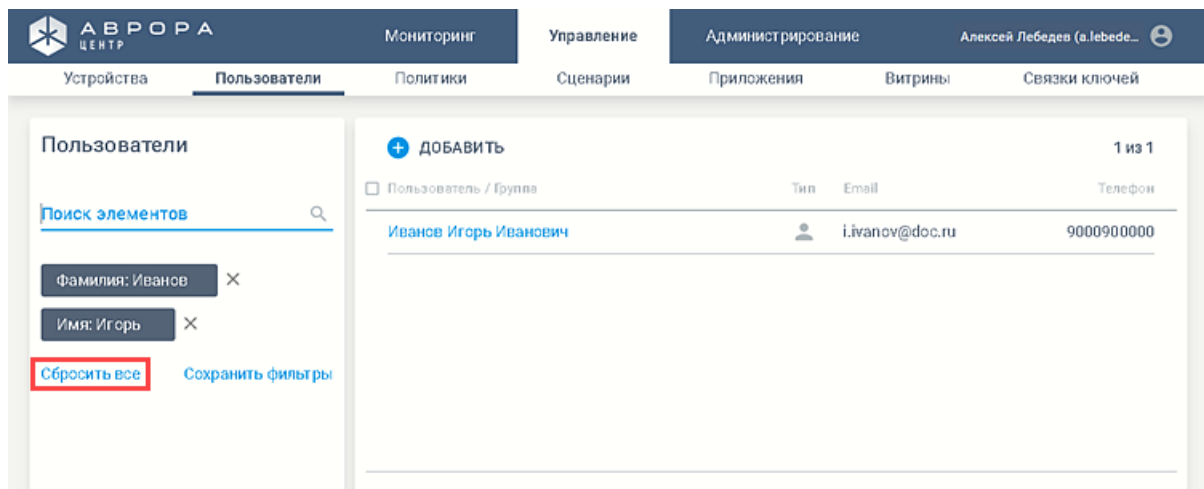 АВРОРА
ЦЕНТР
Мониторинг
Управление
Администрирование
Алексей Лебедев (a.lebede...
Устройства
Пользователи
Политики
Сценарии
Приложения
Витрины
Связки ключей
Пользователи
Поиск элементов
Фамилия: Иванов
Имя: Игорь
Сбросить все
Сохранить фильтры
ДОБАВИТЬ
1 из 1
Пользователь / Группа
Тип
Email
Телефон
Иванов Игорь Иванович
i.ivanov@doc.ru
9000900000